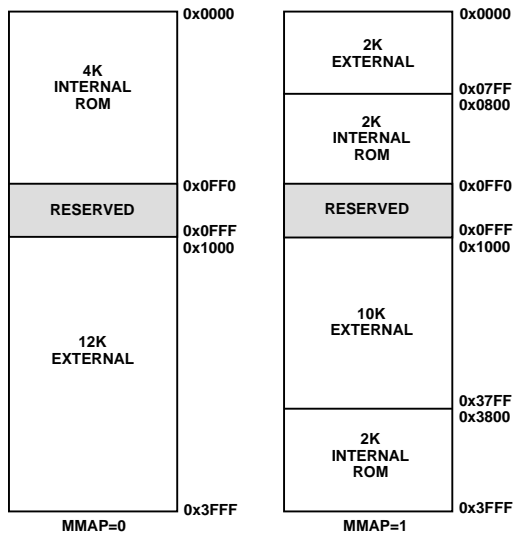 0x0000
4K
INTERNAL
ROM
0x0FF0
RESERVED
0x0FFF
0x1000
12K
EXTERNAL
0x3FFF
MMAP=0
0x0000
2K
EXTERNAL
0x07FF
0x0800
2K
INTERNAL
ROM
0x0FF0
RESERVED
0x0FFF
0x1000
10K
EXTERNAL
0x37FF
0x3800
2K
INTERNAL
ROM
0x3FFF
MMAP=1